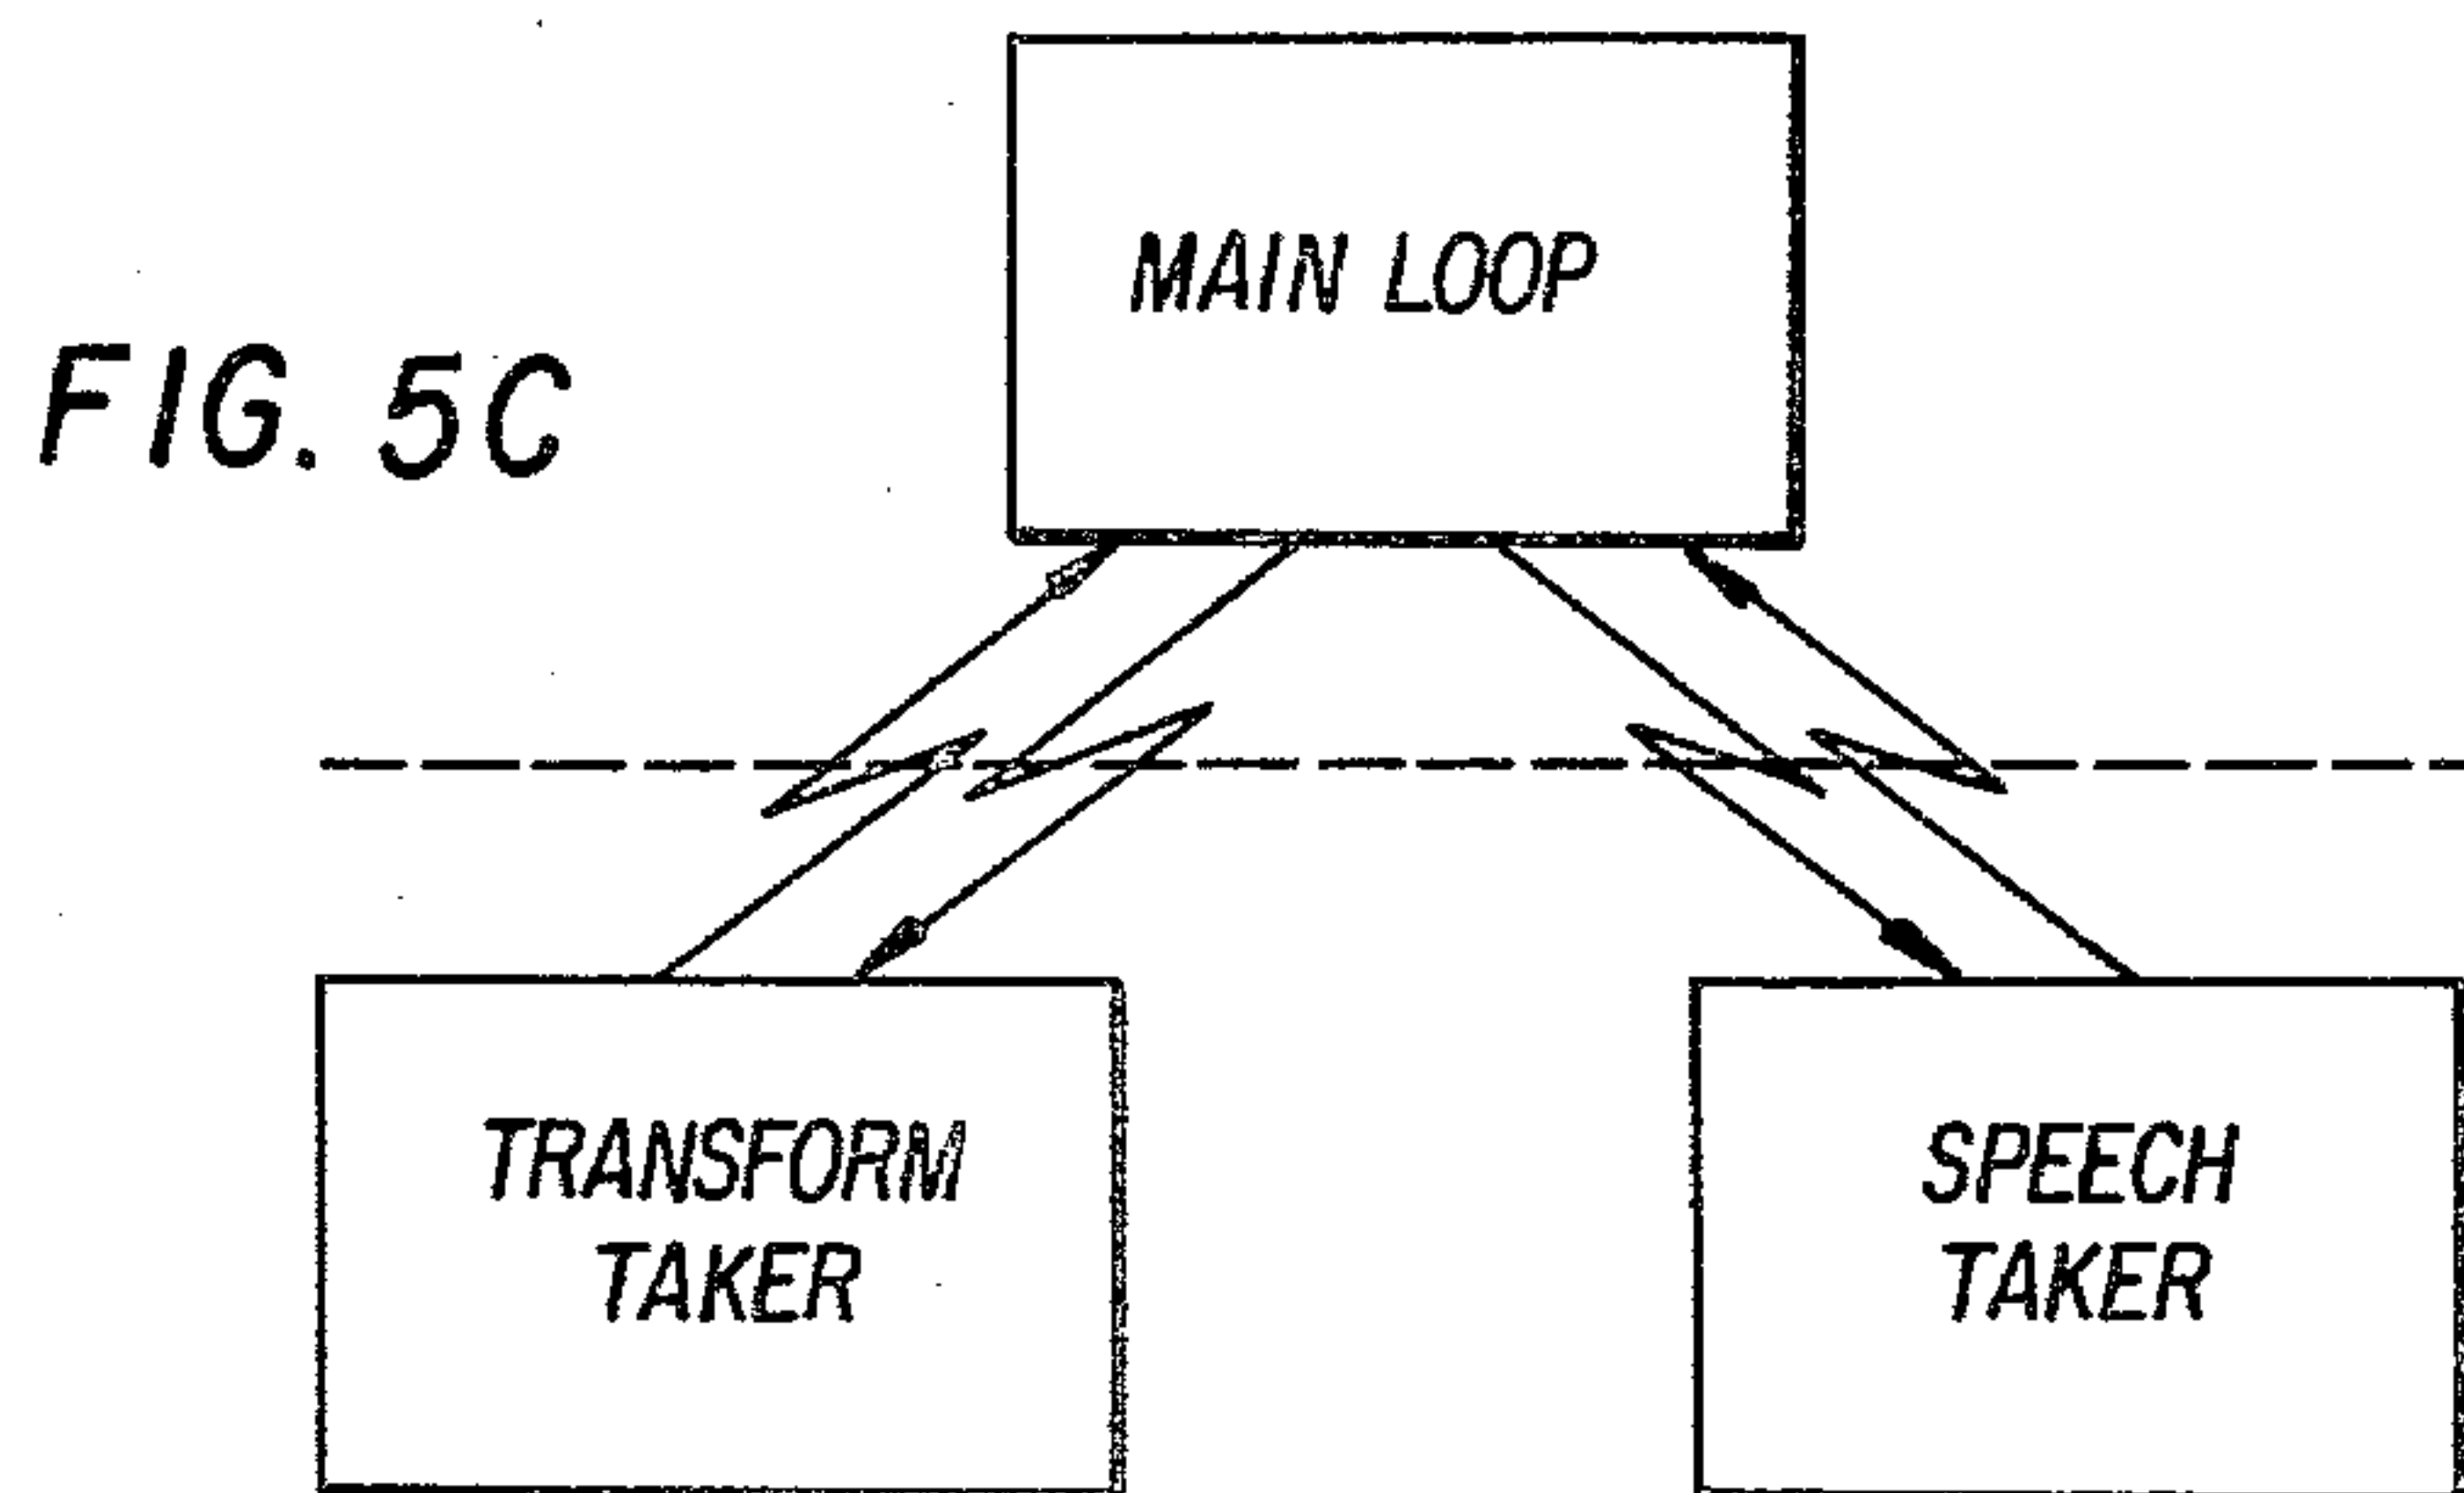 MAIN LOOP
FIG. 5C
TRANSFORM
TAKER
SPEECH
TAKER